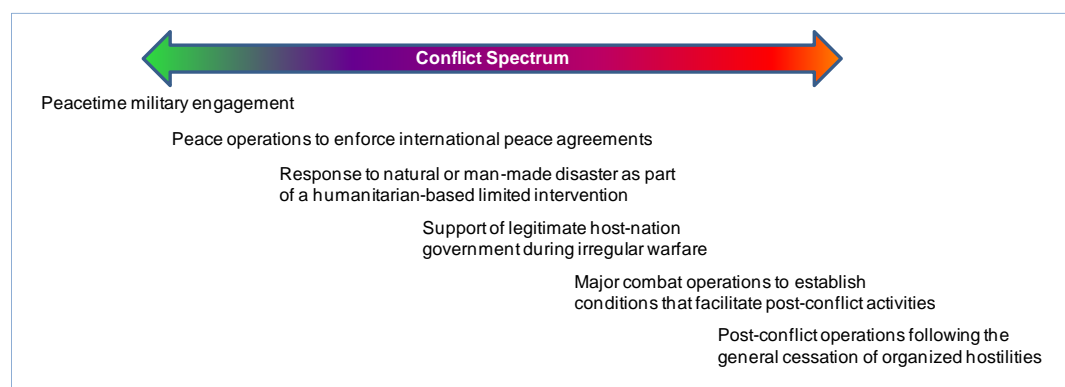 Conflict Spectrum
Peacetime military engagement
Peace operations to enforce international peace agreements
Response to natural or man-made disaster as part
of a humanitarian-based limited intervention
Support of legitimate host-nation
government during irregular warfare
Major combat operations to establish
conditions that facilitate post-conflict activities
Post-conflict operations following the
general cessation of organized hostilities